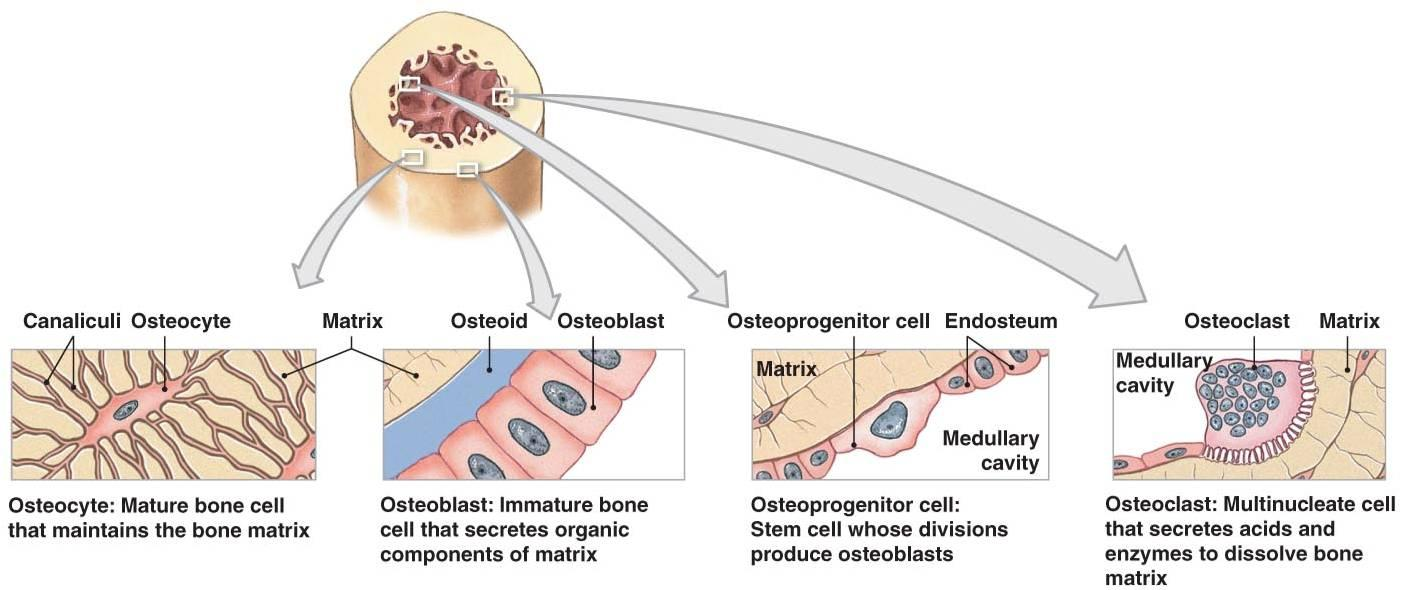 Canaliculi Osteocyte Matrix Osteoid Osteoblast Osteoprogenitor cell Endosteum Osteoclast Matrix
Matrix
Medullary
cavity
Medullary
cavity
Osteocyte: Mature bone cell
that maintains the bone matrix
Osteoblast: Immature bone
cell that secretes organic
components of matrix
Osteoprogenitor cell:
Stem cell whose divisions
produce osteoblasts
Osteoclast: Multinucleate cell
that secretes acids and
enzymes to dissolve bone
matrix